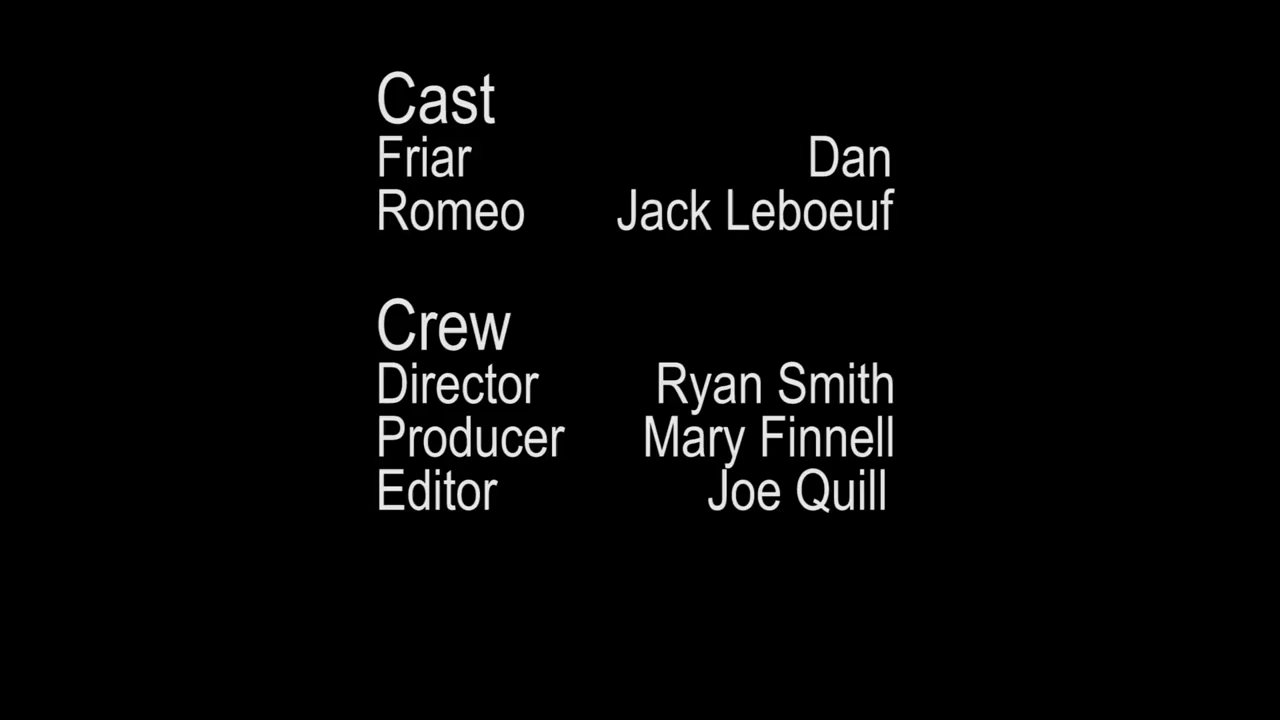 Cast
Friar Dan
Romeo Jack Leboeuf
Crew
Director Ryan Smith
Producer Mary Finnell
Editor Joe Quill